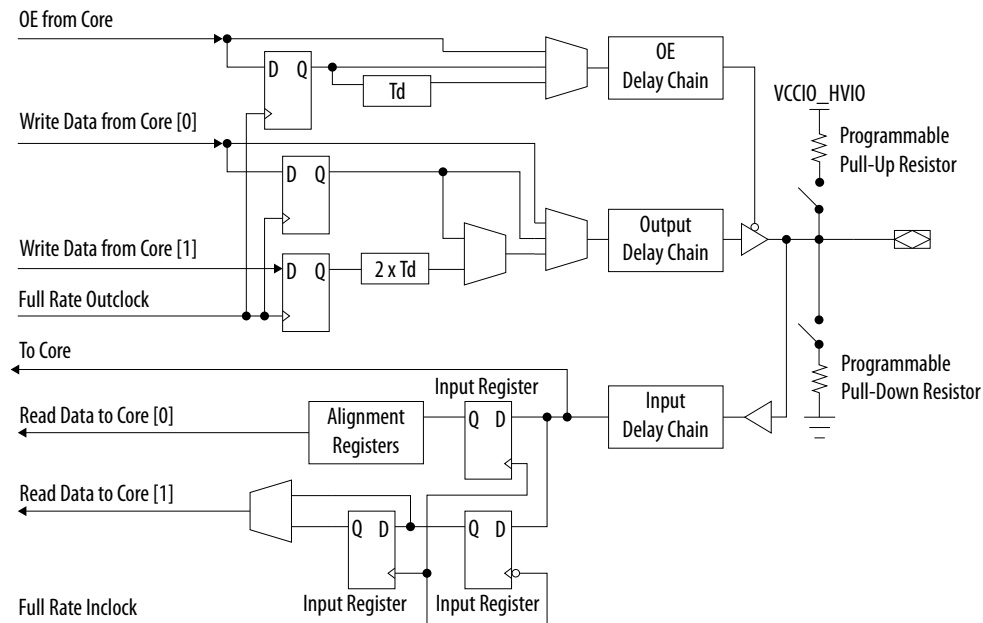 OE from Core
D Q
Td
OE
Delay Chain
VCCIO_HVIO
Programmable
Pull-Up Resistor
Write Data from Core [0]
D Q
Output
Delay Chain
Write Data from Core [1]
D Q
2 x Td
Full Rate Outclock
To Core
Programmable
Pull-Down Resistor
Input Register
Read Data to Core [0]
Alignment
Registers
Q D
Input
Delay Chain
Read Data to Core [1]
Q D
Q D
Input Register
Input Register
Full Rate Inclock